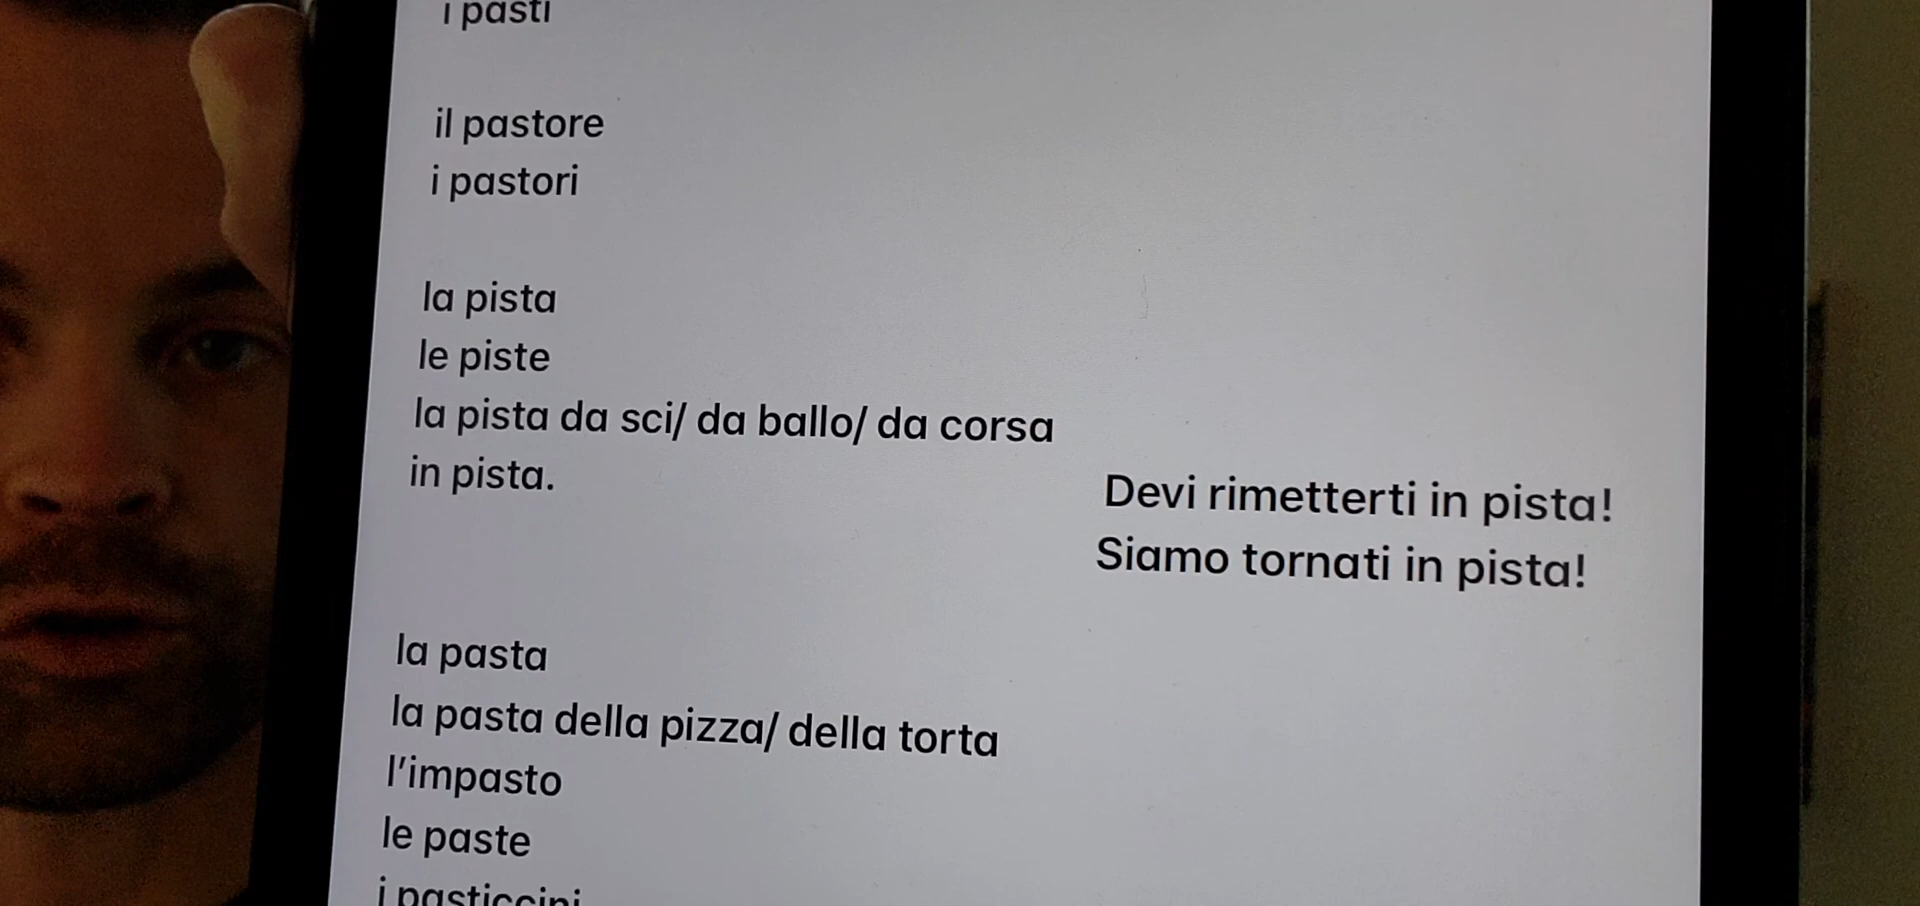 i pasti
il pastore
i pastori
la pista
le piste
la pista da sci/ da ballo/ da corsa
in pista.
Devi rimetterti in pista!
Siamo tornati in pista!
la pasta
la pasta della pizza/ della torta
l'impasto
le paste
i pasticcini